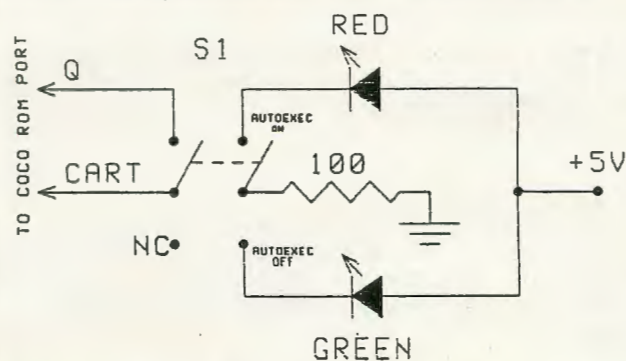 RED
S1
Q
AUTOEXEC
ON
100
+5V
CART
TO COCO ROM PORT
NC
AUTOEXEC
OFF
GREEN